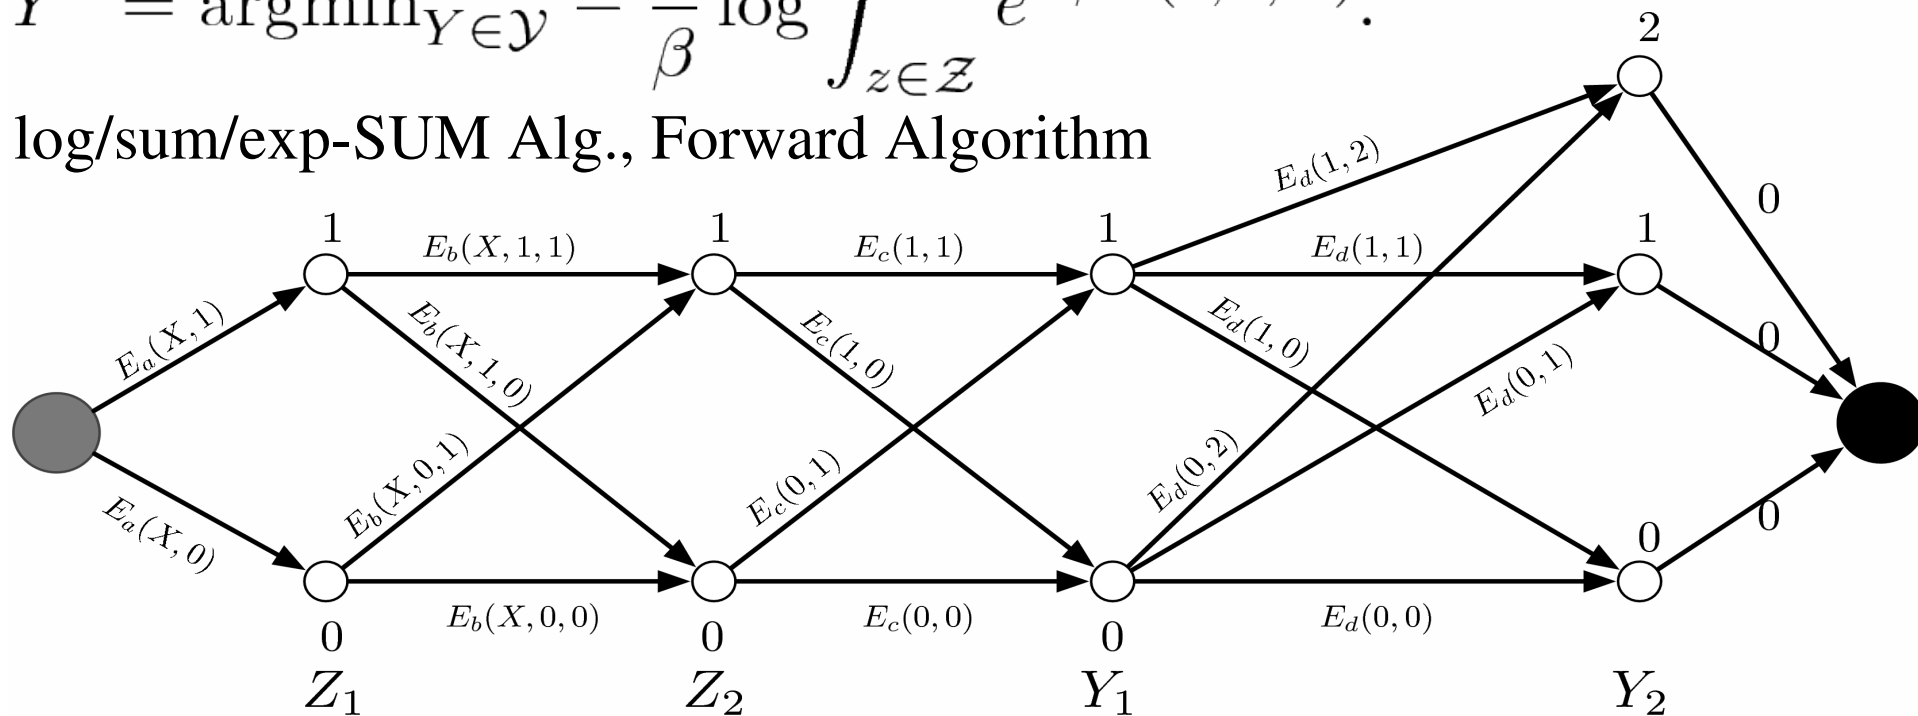 Y = argmin_{Y∈𝒴} − — log ∫_{z∈𝒵} e
β
log/sum/exp-SUM Alg., Forward Algorithm
2
E_d(1, 2)
0
1 E_b(X, 1, 1) 1 E_c(1, 1) 1 E_d(1, 1) 1
E_a(X, 1) E_b(X, 1, 0) E_c(1, 0) E_d(1, 0) 0
E_d(0, 1)
E_a(X, 0) E_b(X, 0, 1) E_c(0, 1) E_d(0, 2) 0 0
E_b(X, 0, 0) E_c(0, 0) E_d(0, 0)
0 0 0
Z_1 Z_2 Y_1 Y_2